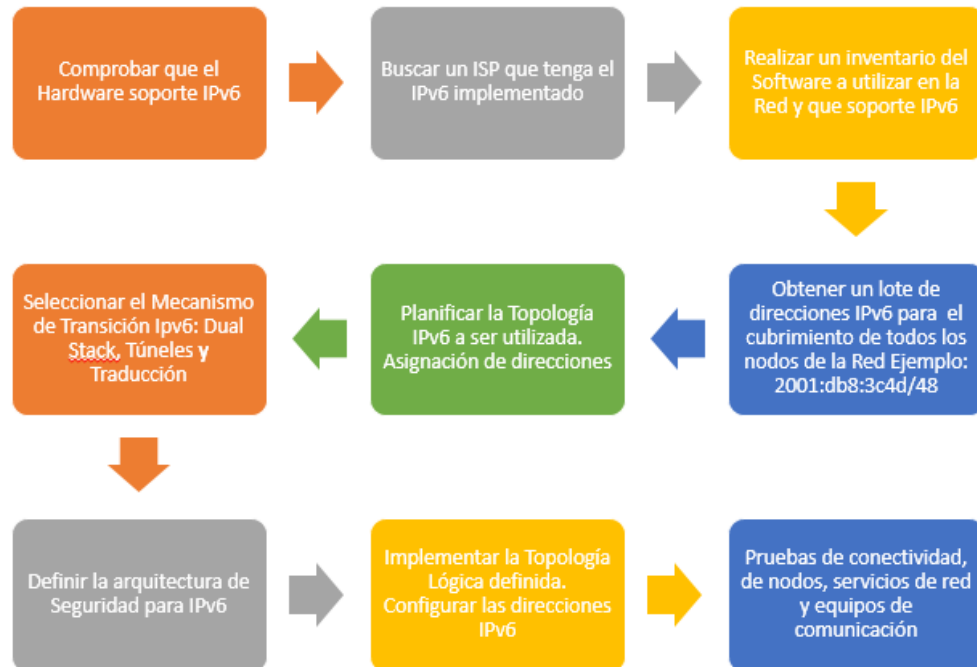 Comprobar que el
Hardware soporte IPv6
Buscar un ISP que tenga el
IPv6 implementado
Realizar un inventario del
Software a utilizar en la
Red y que soporte IPv6
Obtener un lote de
direcciones IPv6 para el
cubrimiento de todos los
nodos de la Red Ejemplo:
2001:db8:3c4d/48
Planificar la Topología
IPv6 a ser utilizada.
Asignación de direcciones
Seleccionar el Mecanismo
de Transición Ipv6: Dual
Stack, Túneles y
Traducción
Definir la arquitectura de
Seguridad para IPv6
Implementar la Topología
Lógica definida.
Configurar las direcciones
IPv6
Pruebas de conectividad,
de nodos, servicios de red
y equipos de
comunicación